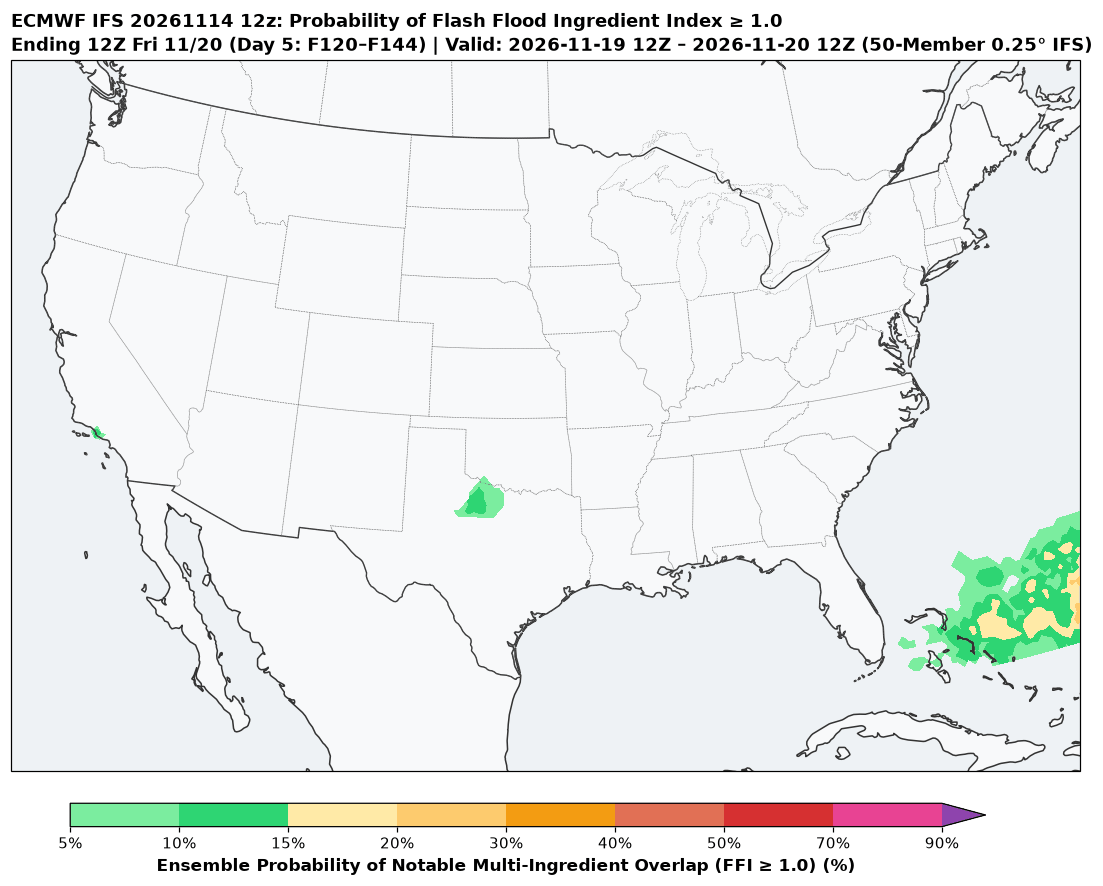 ECMWF IFS 20261114 12z: Probability of Flash Flood Ingredient Index ≥ 1.0
Ending 12Z Fri 11/20 (Day 5: F120–F144) | Valid: 2026-11-19 12Z – 2026-11-20 12Z (50-Member 0.25° IFS)
5% 10% 15% 20% 30% 40% 50% 70% 90%
Ensemble Probability of Notable Multi-Ingredient Overlap (FFI ≥ 1.0) (%)